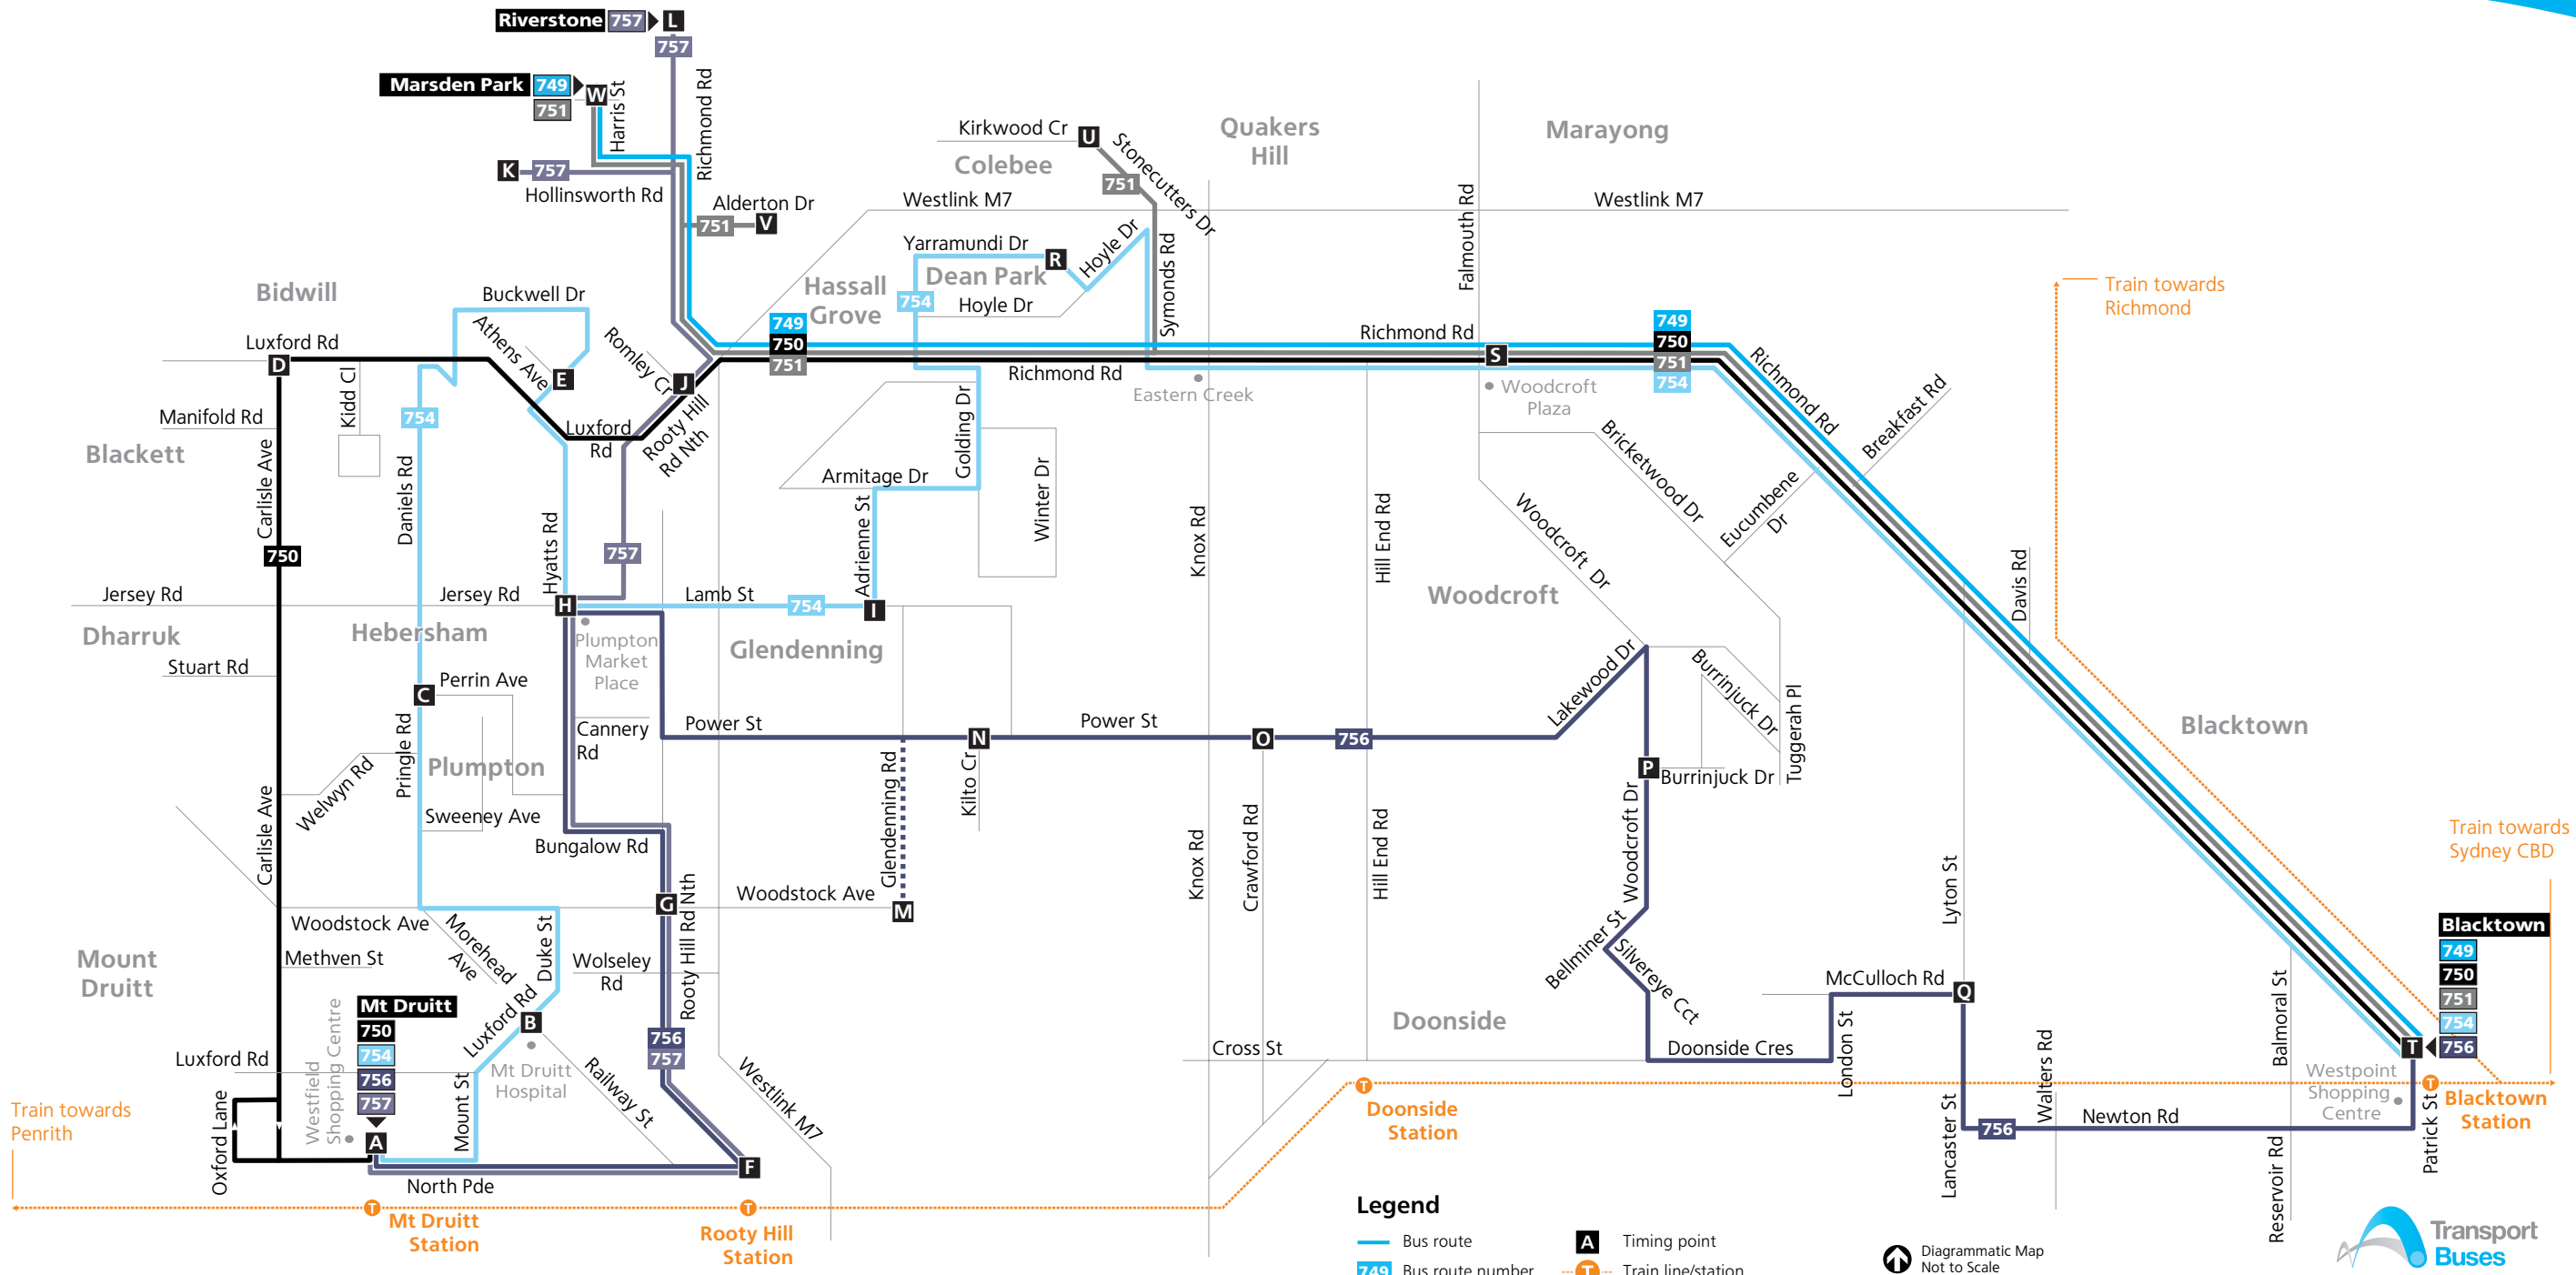 Riverstone 757 L
757
Marsden Park 749 W
751
Harris St
Richmond Rd
K 757
Hollinsworth Rd
Alderton Dr
751 V
Kirkwood Cr U
Colebee
Stonecutters Dr
751
Quakers
Hill
Marayong
Westlink M7
Westlink M7
Falmouth Rd
Yarramundi Dr R
Hoyle Dr
Dean Park
Hoyle Dr
Symonds Rd
Hassall
Grove
754
Train towards
Richmond
Bidwill
Buckwell Dr
Luxford Rd
D
Athens Ave
E
Romley Cr
J
749
750
751
Richmond Rd
Richmond Rd
S
749
750
751
754
Richmond Rd
Eastern Creek
Woodcroft
Plaza
Breakfast Rd
Manifold Rd
Kidd Cl
754
Luxford
Rd
Rooty Hill
Rd Nth
Golding Dr
Blackett
Carlisle Ave
Daniels Rd
Armitage Dr
Winter Dr
Bricketwood Dr
Eucumbene
Dr
Woodcroft Dr
Hyatts Rd
Adrienne St
Knox Rd
Hill End Rd
750
757
Davis Rd
Jersey Rd
Jersey Rd
H
Lamb St
754
I
Woodcroft
Dharruk
Hebersham
Plumpton
Market
Place
Glendenning
Stuart Rd
C
Perrin Ave
Lakewood Dr
Burrinjuck Dr
Tuggerah Pl
Pringle Rd
Cannery
Rd
Power St
N
Power St
O
756
Blacktown
Welwyn Rd
Plumpton
P
Burrinjuck Dr
Carlisle Ave
Sweeney Ave
Bungalow Rd
Glendenning Rd
Kilto Cr
Knox Rd
Crawford Rd
Hill End Rd
Woodcroft Dr
Lyton St
Train towards
Sydney CBD
Woodstock Ave
Morehead
Ave
Duke St
G
Rooty Hill Rd Nth
Woodstock Ave
M
Bellminer St
Silvereye Cct
Mount
Druitt
Methven St
Wolseley
Rd
McCulloch Rd
Q
Blacktown
749
750
751
754
756
T
Mt Druitt
750
754
756
757
A
Westfield
Shopping Centre
Luxford Rd
B
Mt Druitt
Hospital
Luxford Rd
756
757
Doonside
Cross St
Doonside Cres
London St
Balmoral St
Westpoint
Shopping
Centre
Train towards
Penrith
Oxford Lane
Mount St
Railway St
Westlink M7
T
Doonside
Station
Lancaster St
756
Walters Rd
Newton Rd
Reservoir Rd
Patrick St
T
Blacktown
Station
North Pde
F
T
Mt Druitt
Station
T
Rooty Hill
Station
Legend
Bus route
A Timing point
749 Bus route number
T Train line/station
Diagrammatic Map
Not to Scale
Transport
Buses